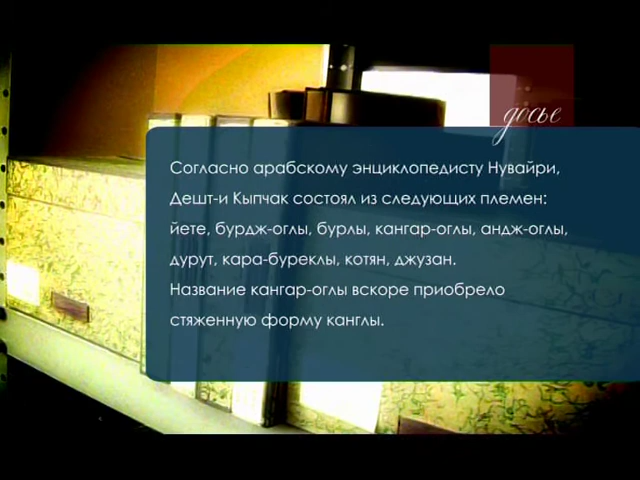 досье
Согласно арабскому энциклопедисту Нувайри,
Дешт-и Кыпчак состоял из следующих племен:
йете, бурдж-оглы, бурлы, кангар-оглы, андж-оглы,
дурут, кара-буреклы, котян, джузан.
Название кангар-оглы вскоре приобрело
стяженную форму канглы.